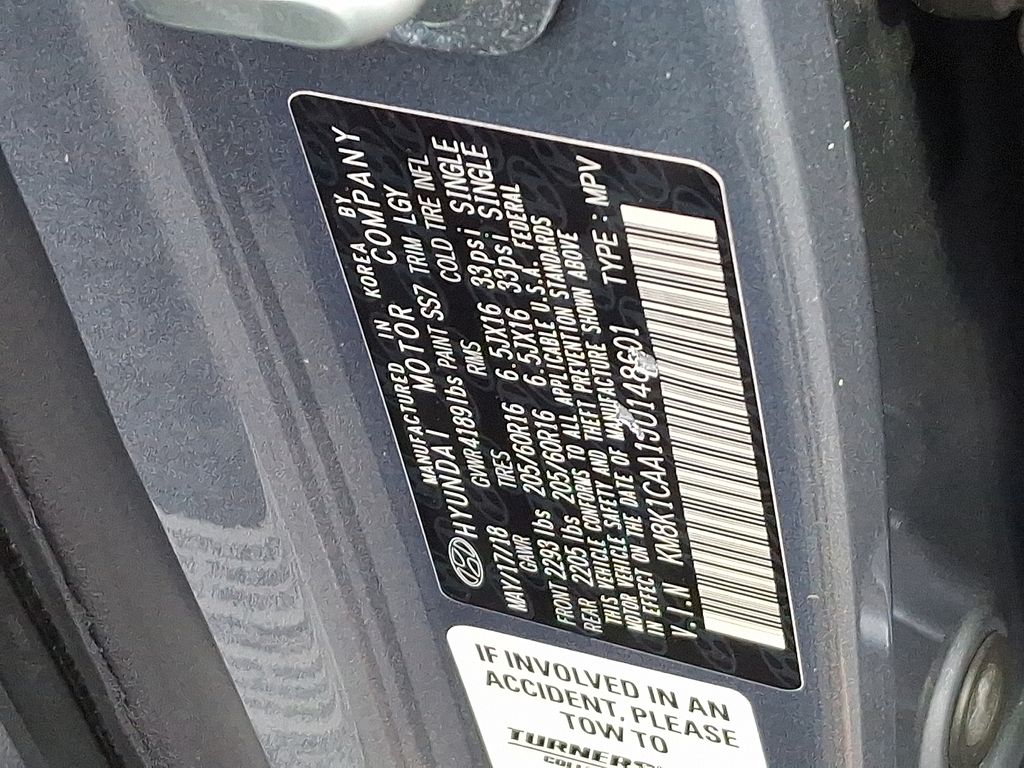 MANUFACTURED IN KOREA BY
HYUNDAI MOTOR COMPANY
MAY/17/18 GVWR 4189 lbs PAINT SS7 TRIM LGY
GAWR TIRES RIMS COLD TIRE INFL
FRONT 2293 lbs 205/60R16 6.5JX16 33psi SINGLE
REAR 2205 lbs 205/60R16 6.5JX16 33psi SINGLE
THIS VEHICLE CONFORMS TO ALL APPLICABLE U.S.A. FEDERAL
MOTOR VEHICLE SAFETY AND THEFT PREVENTION STANDARDS
IN EFFECT ON THE DATE OF MANUFACTURE SHOWN ABOVE
V.I.N KM8K1CAA1JU148601 TYPE : MPV
IF INVOLVED IN AN
ACCIDENT, PLEASE
TOW TO